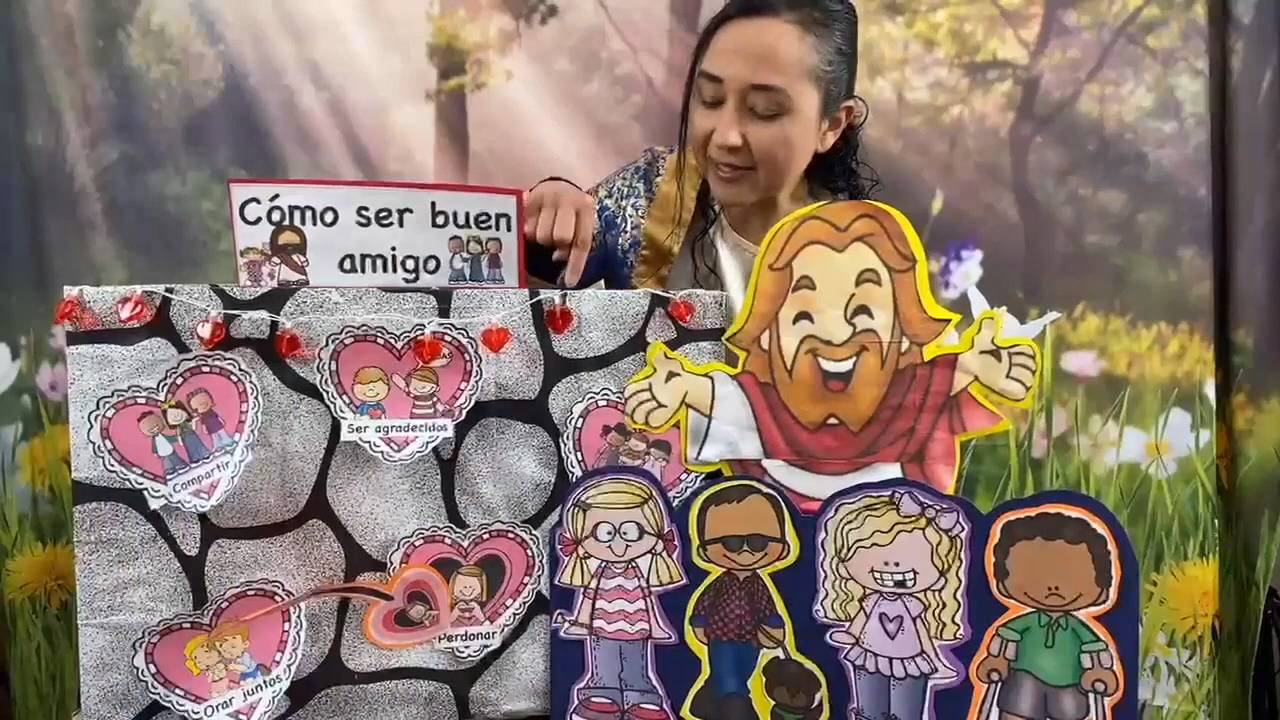 Cómo ser buen
amigo
Ser agradecidos
Compartir
Perdonar
Orar juntos